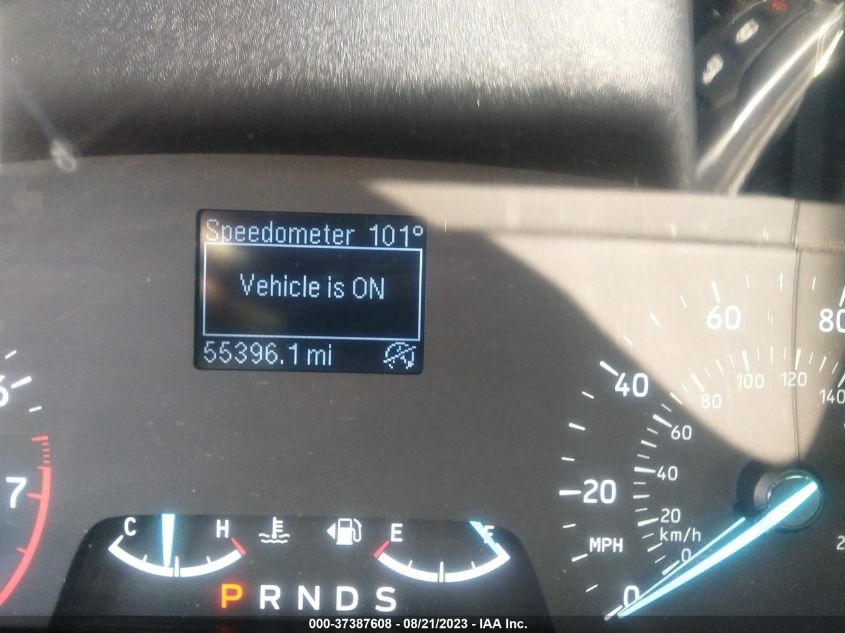 Speedometer 101°
Vehicle is ON
55396.1 mi
6
7
C H
E F
P R N D S
0 20 40 60 80
MPH
0 20 40 60 80 100 120 140
km/h
000-37387608 - 08/21/2023 - IAA Inc.